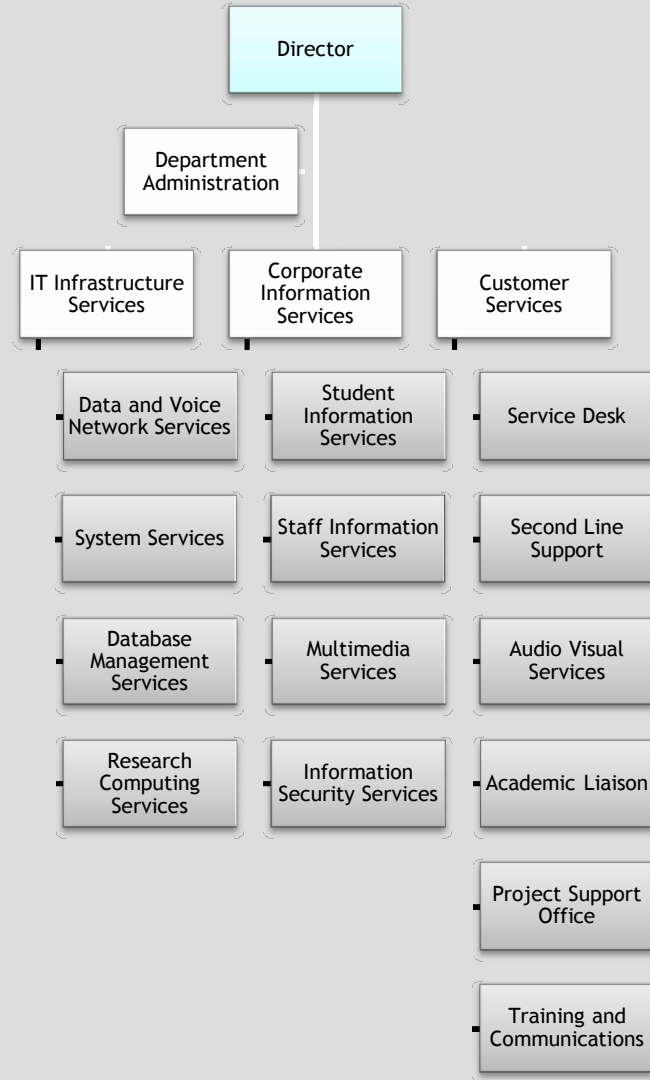 Director
Department
Administration
IT Infrastructure
Services
Corporate
Information
Services
Customer
Services
Data and Voice
Network Services
System Services
Database
Management
Services
Research
Computing
Services
Student
Information
Services
Staff Information
Services
Multimedia
Services
Information
Security Services
Service Desk
Second Line
Support
Audio Visual
Services
Academic Liaison
Project Support
Office
Training and
Communications